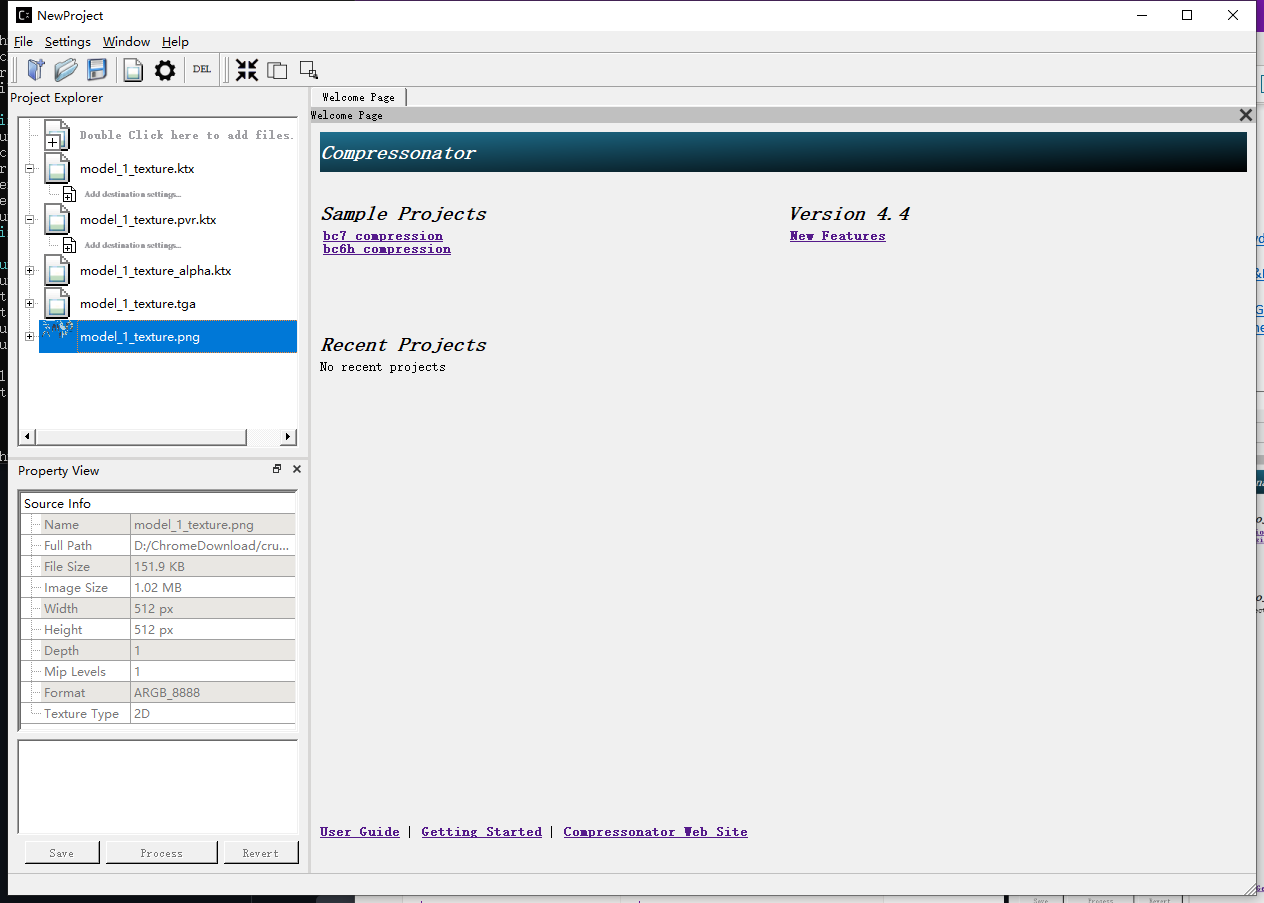 NewProject
File Settings Window Help
DEL
Project Explorer
Double Click here to add files.
model_1_texture.ktx
Add destination settings...
model_1_texture.pvr.ktx
Add destination settings...
model_1_texture_alpha.ktx
model_1_texture.tga
model_1_texture.png
Property View
Source Info
Name model_1_texture.png
Full Path D:/ChromeDownload/cru...
File Size 151.9 KB
Image Size 1.02 MB
Width 512 px
Height 512 px
Depth 1
Mip Levels 1
Format ARGB_8888
Texture Type 2D
Save Process Revert
Welcome Page
Welcome Page
Compressonator
Sample Projects
bc7 compression
bc6h compression
Version 4.4
New Features
Recent Projects
No recent projects
User Guide | Getting Started | Compressonator Web Site
Save Process Revert